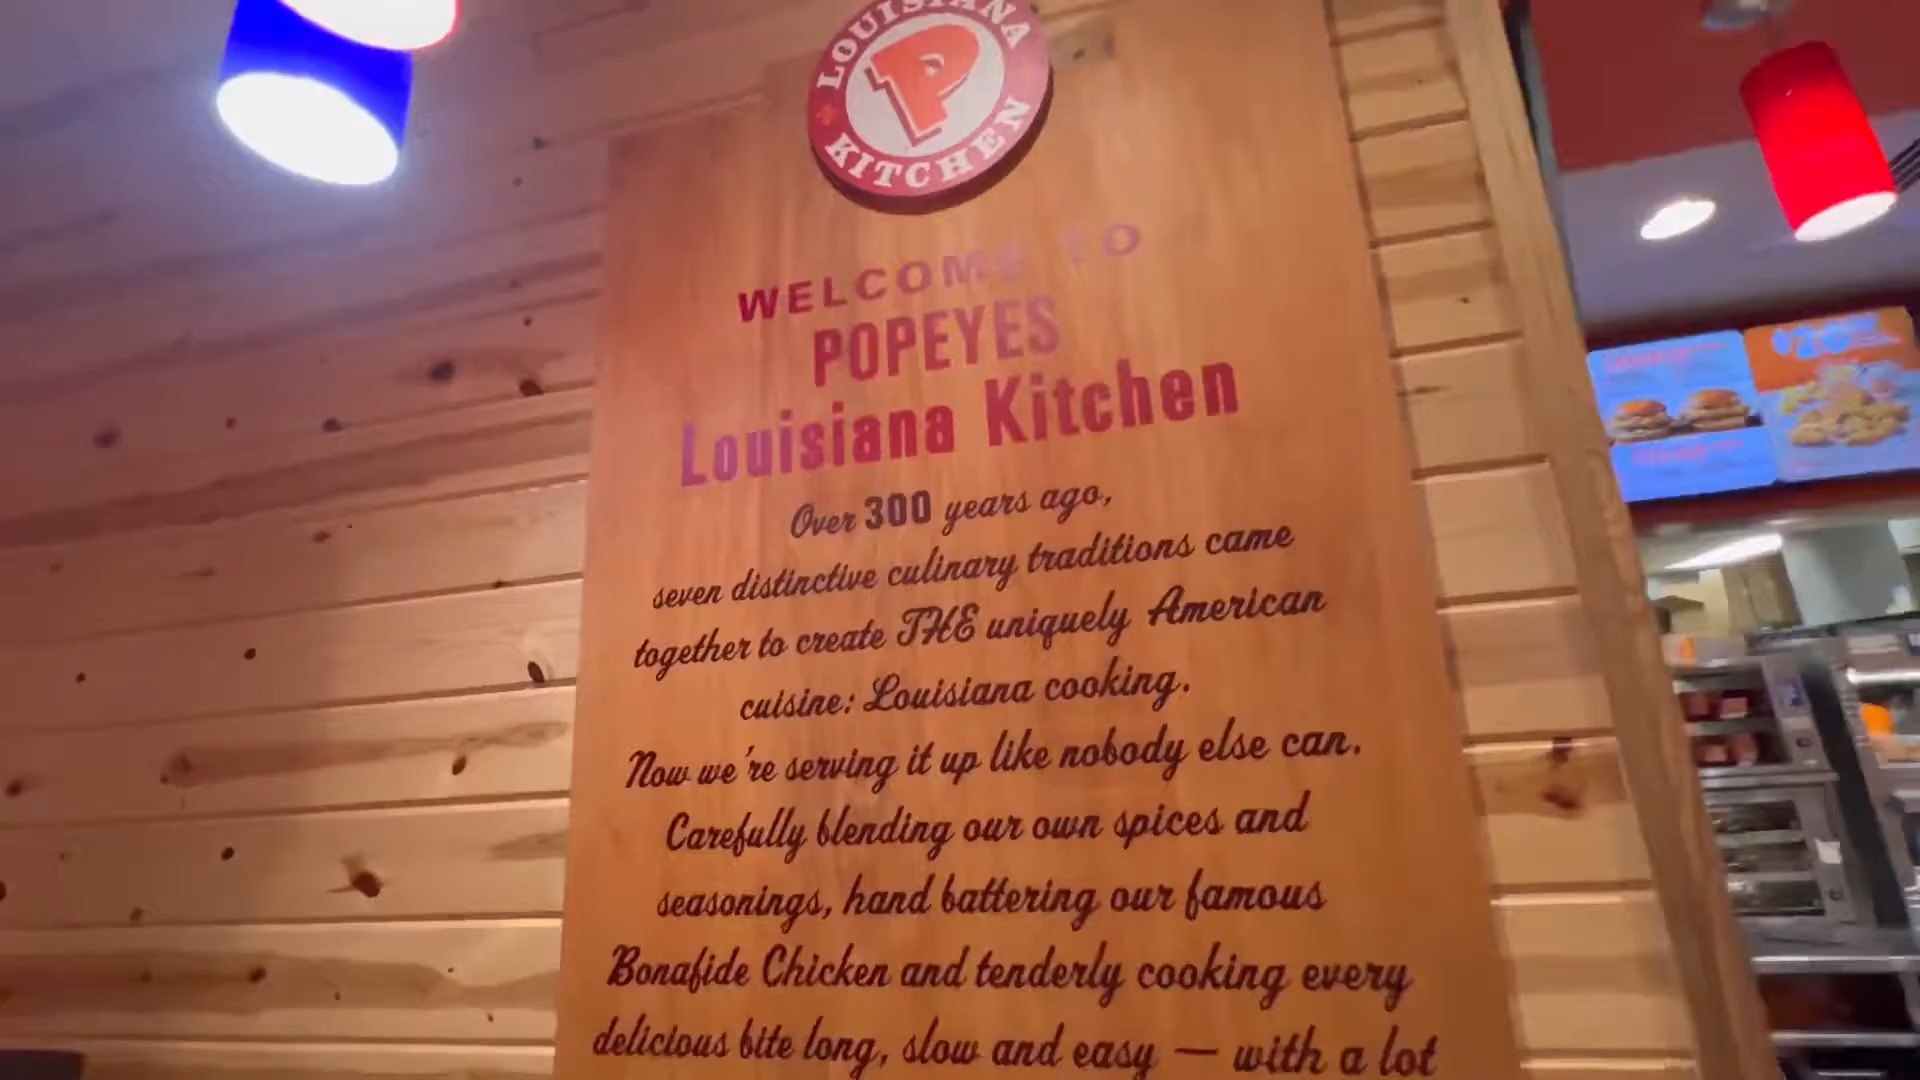 LOUISIANA
P
KITCHEN
WELCOME TO
POPEYES
Louisiana Kitchen
Over 300 years ago,
seven distinctive culinary traditions came
together to create THE uniquely American
cuisine: Louisiana cooking.
Now we're serving it up like nobody else can.
Carefully blending our own spices and
seasonings, hand battering our famous
Bonafide Chicken and tenderly cooking every
delicious bite long, slow and easy — with a lot